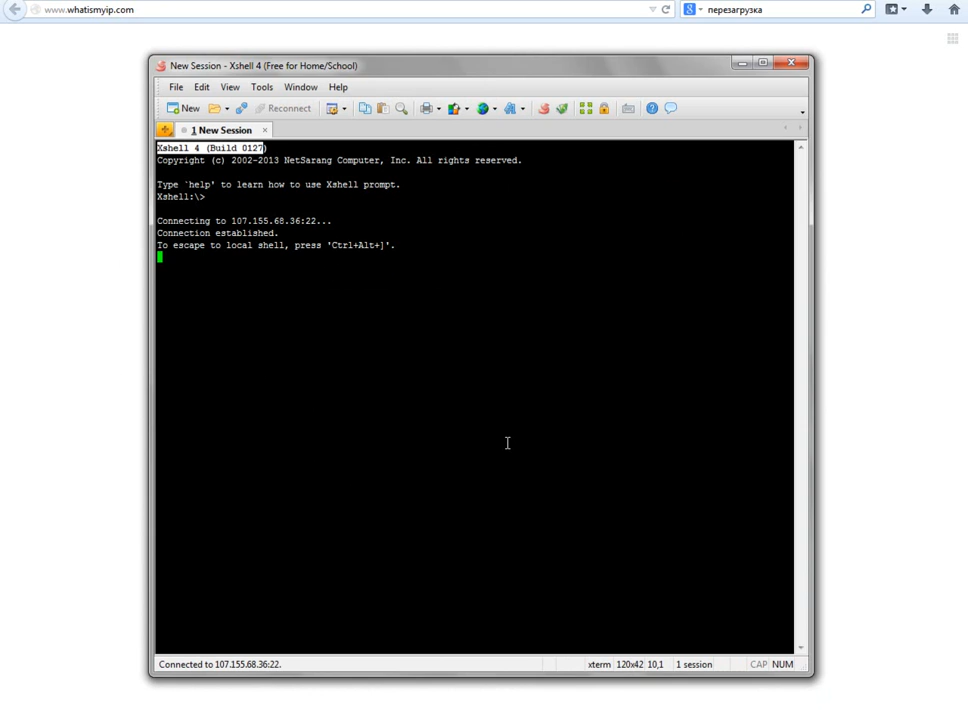 www.whatismyip.com
перезагрузка
New Session - Xshell 4 (Free for Home/School)
File Edit View Tools Window Help
New Reconnect
1 New Session
Xshell 4 (Build 0127)
Copyright (c) 2002-2013 NetSarang Computer, Inc. All rights reserved.
Type `help' to learn how to use Xshell prompt.
Xshell:\>
Connecting to 107.155.68.36:22...
Connection established.
To escape to local shell, press 'Ctrl+Alt+]'.
Connected to 107.155.68.36:22. xterm 120x42 10,1 1 session CAP NUM